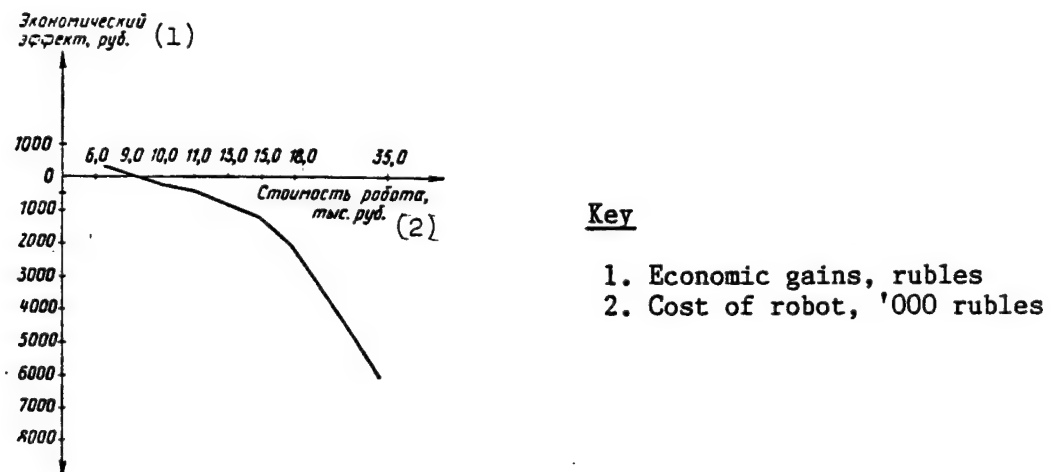 Экономический
эффект, руб. (1)
1000
6,0 9,0 10,0 11,0 13,0 15,0 18,0 35,0
0
Стоимость робота,
тыс. руб. (2)
1000
2000
3000
4000
5000
6000
7000
8000
Key
1. Economic gains, rubles
2. Cost of robot, '000 rubles